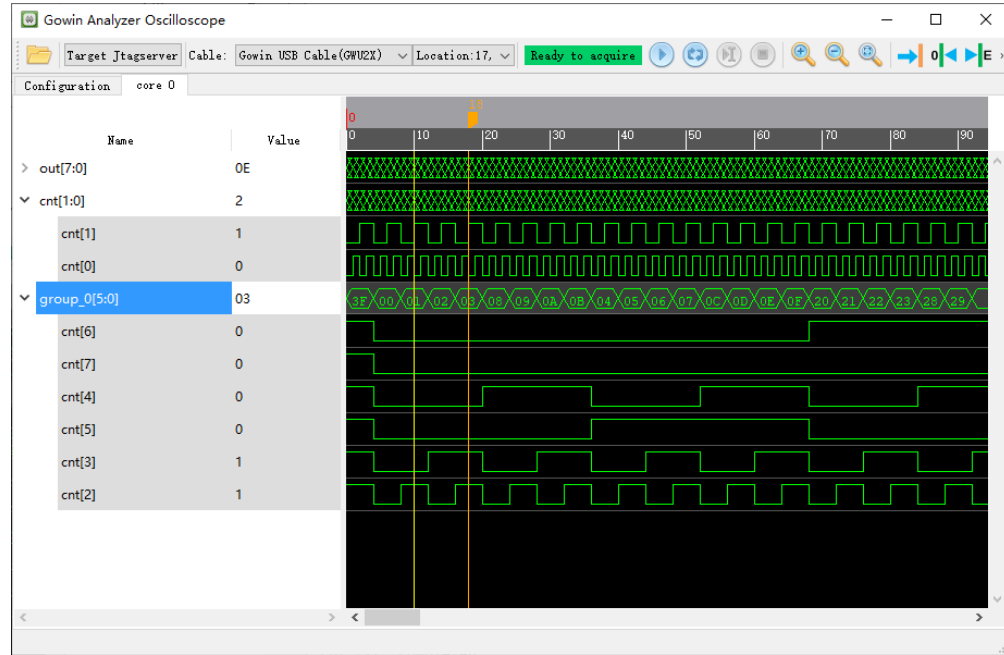 Gowin Analyzer Oscilloscope
Target Jtagserver Cable: Gowin USB Cable(GWU2X) Location:17, Ready to acquire 0 E
Configuration core 0
18
0
Name Value 0 10 20 30 40 50 60 70 80 90
out[7:0] 0E
cnt[1:0] 2
cnt[1] 1
cnt[0] 0
group_0[5:0] 03 3F 00 01 02 03 08 09 0A 0B 04 05 06 07 0C 0D 0E 0F 20 21 22 23 28 29
cnt[6] 0
cnt[7] 0
cnt[4] 0
cnt[5] 0
cnt[3] 1
cnt[2] 1